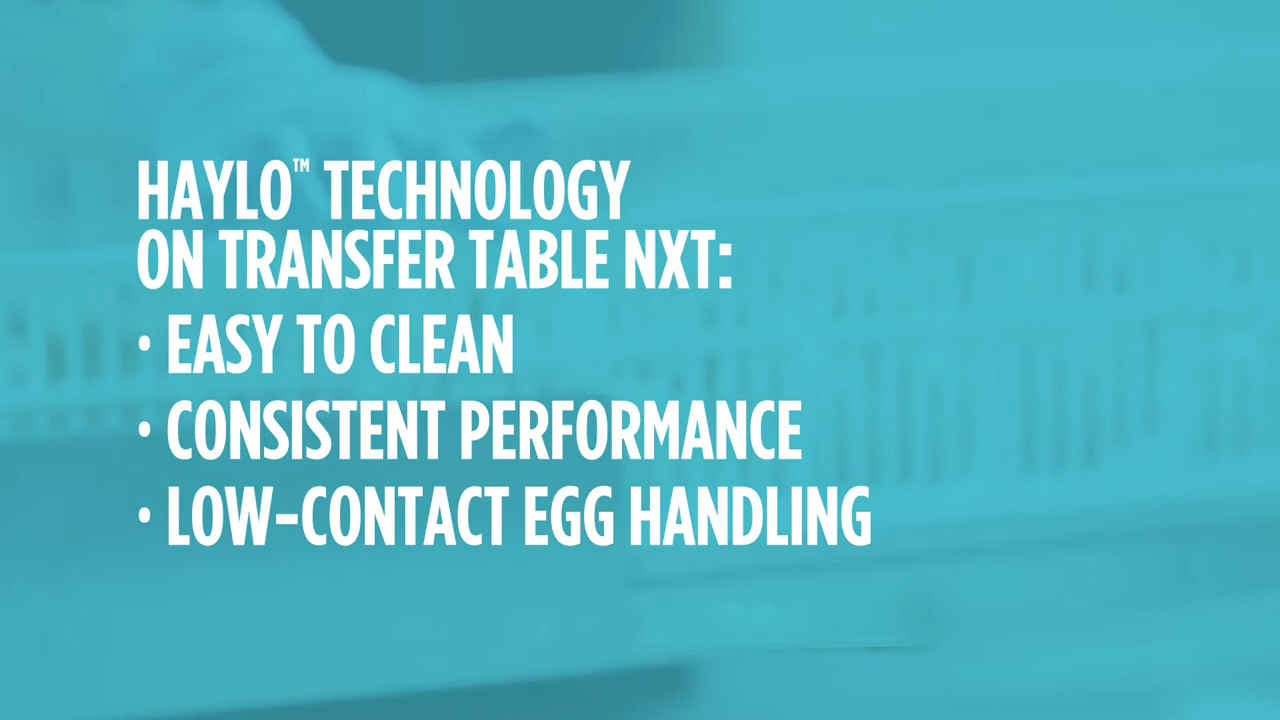 HAYLO™ TECHNOLOGY
ON TRANSFER TABLE NXT:
• EASY TO CLEAN
• CONSISTENT PERFORMANCE
• LOW-CONTACT EGG HANDLING